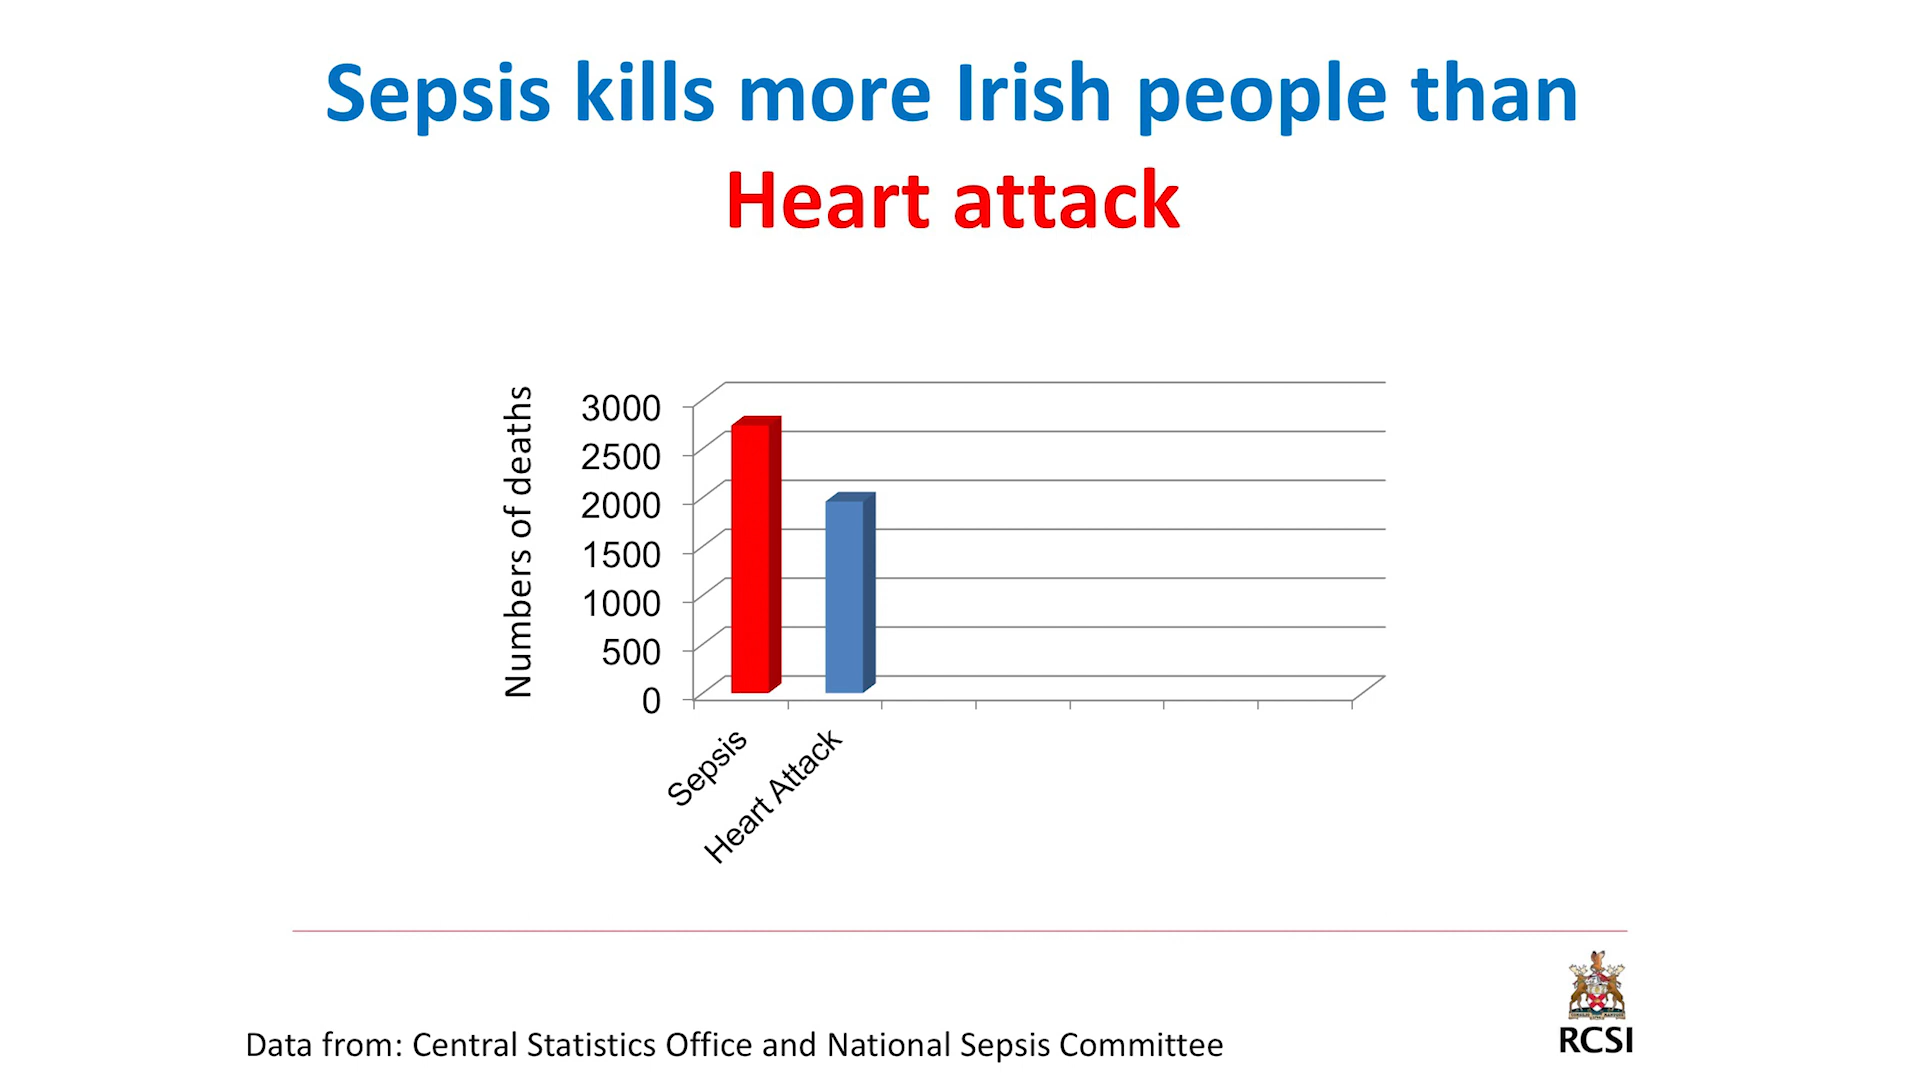 Sepsis kills more Irish people than
Heart attack
Numbers of deaths
3000
2500
2000
1500
1000
500
0
Sepsis
Heart Attack
Data from: Central Statistics Office and National Sepsis Committee
RCSI